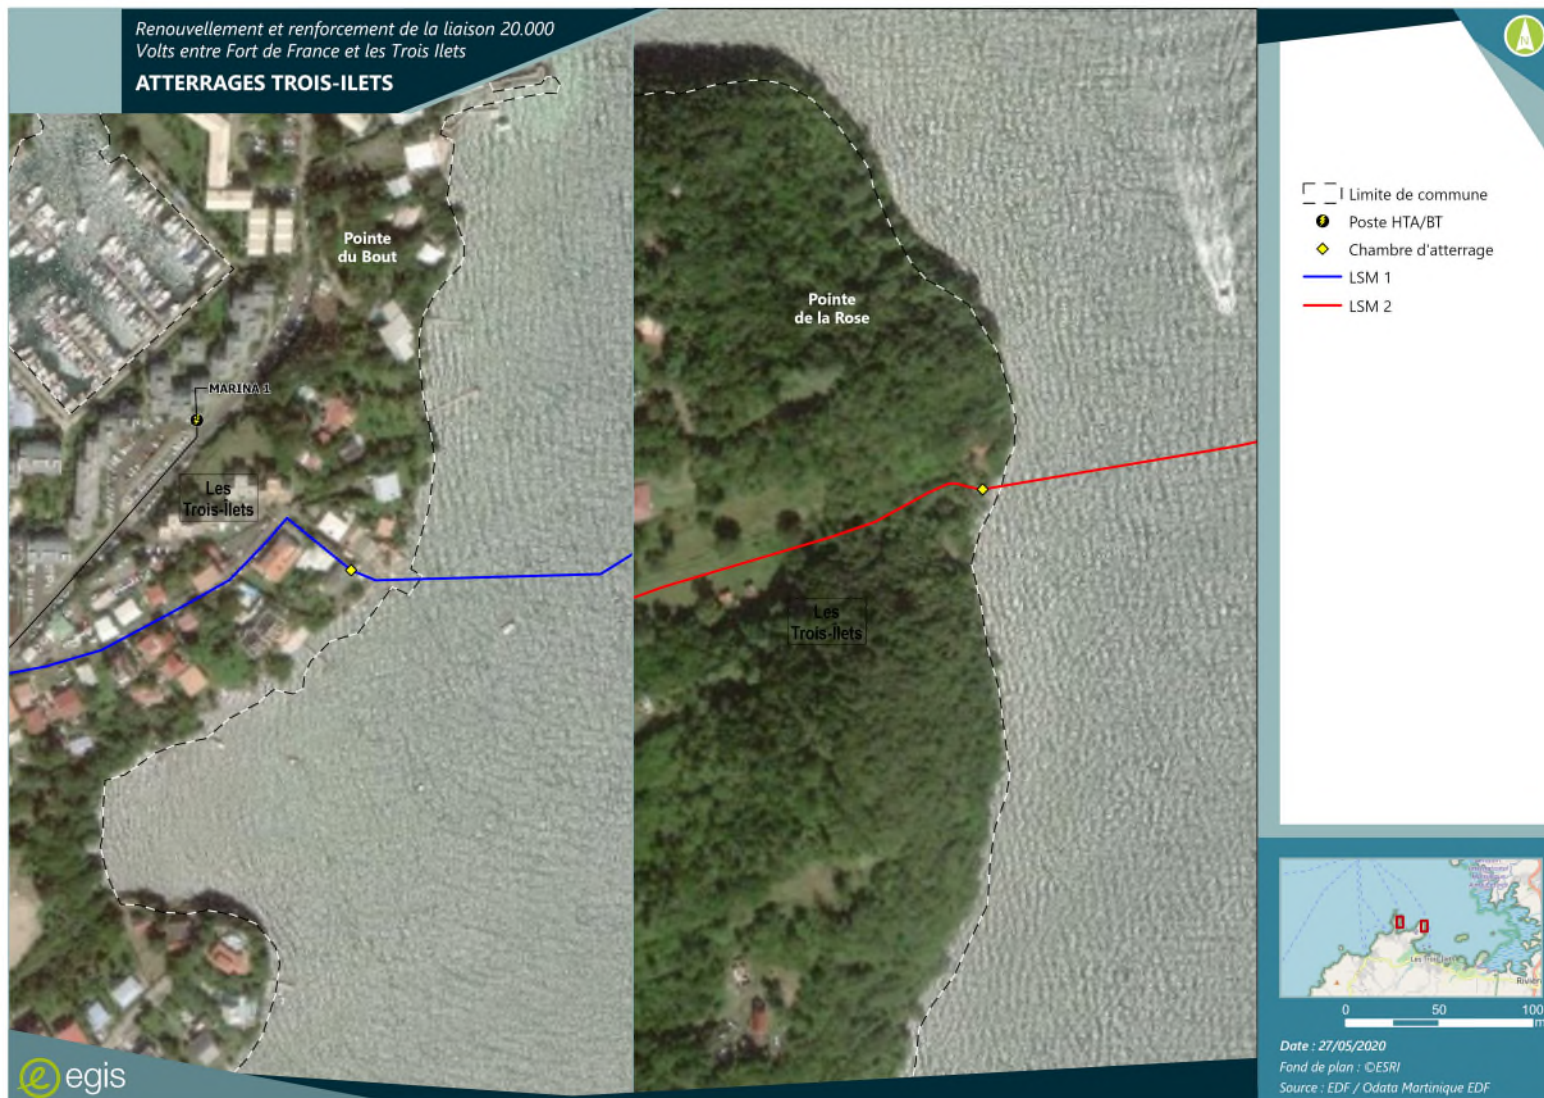 Renouvellement et renforcement de la liaison 20.000
Volts entre Fort de France et les Trois Ilets
ATTERRAGES TROIS-ILETS
N
Pointe
du Bout
MARINA 1
Les
Trois-Îlets
Pointe
de la Rose
Les
Trois-Îlets
Limite de commune
Poste HTA/BT
Chambre d'atterrage
LSM 1
LSM 2
Les Trois-Îlets
0 50 100
m
Date : 27/05/2020
Fond de plan : ©ESRI
Source : EDF / Odata Martinique EDF
egis